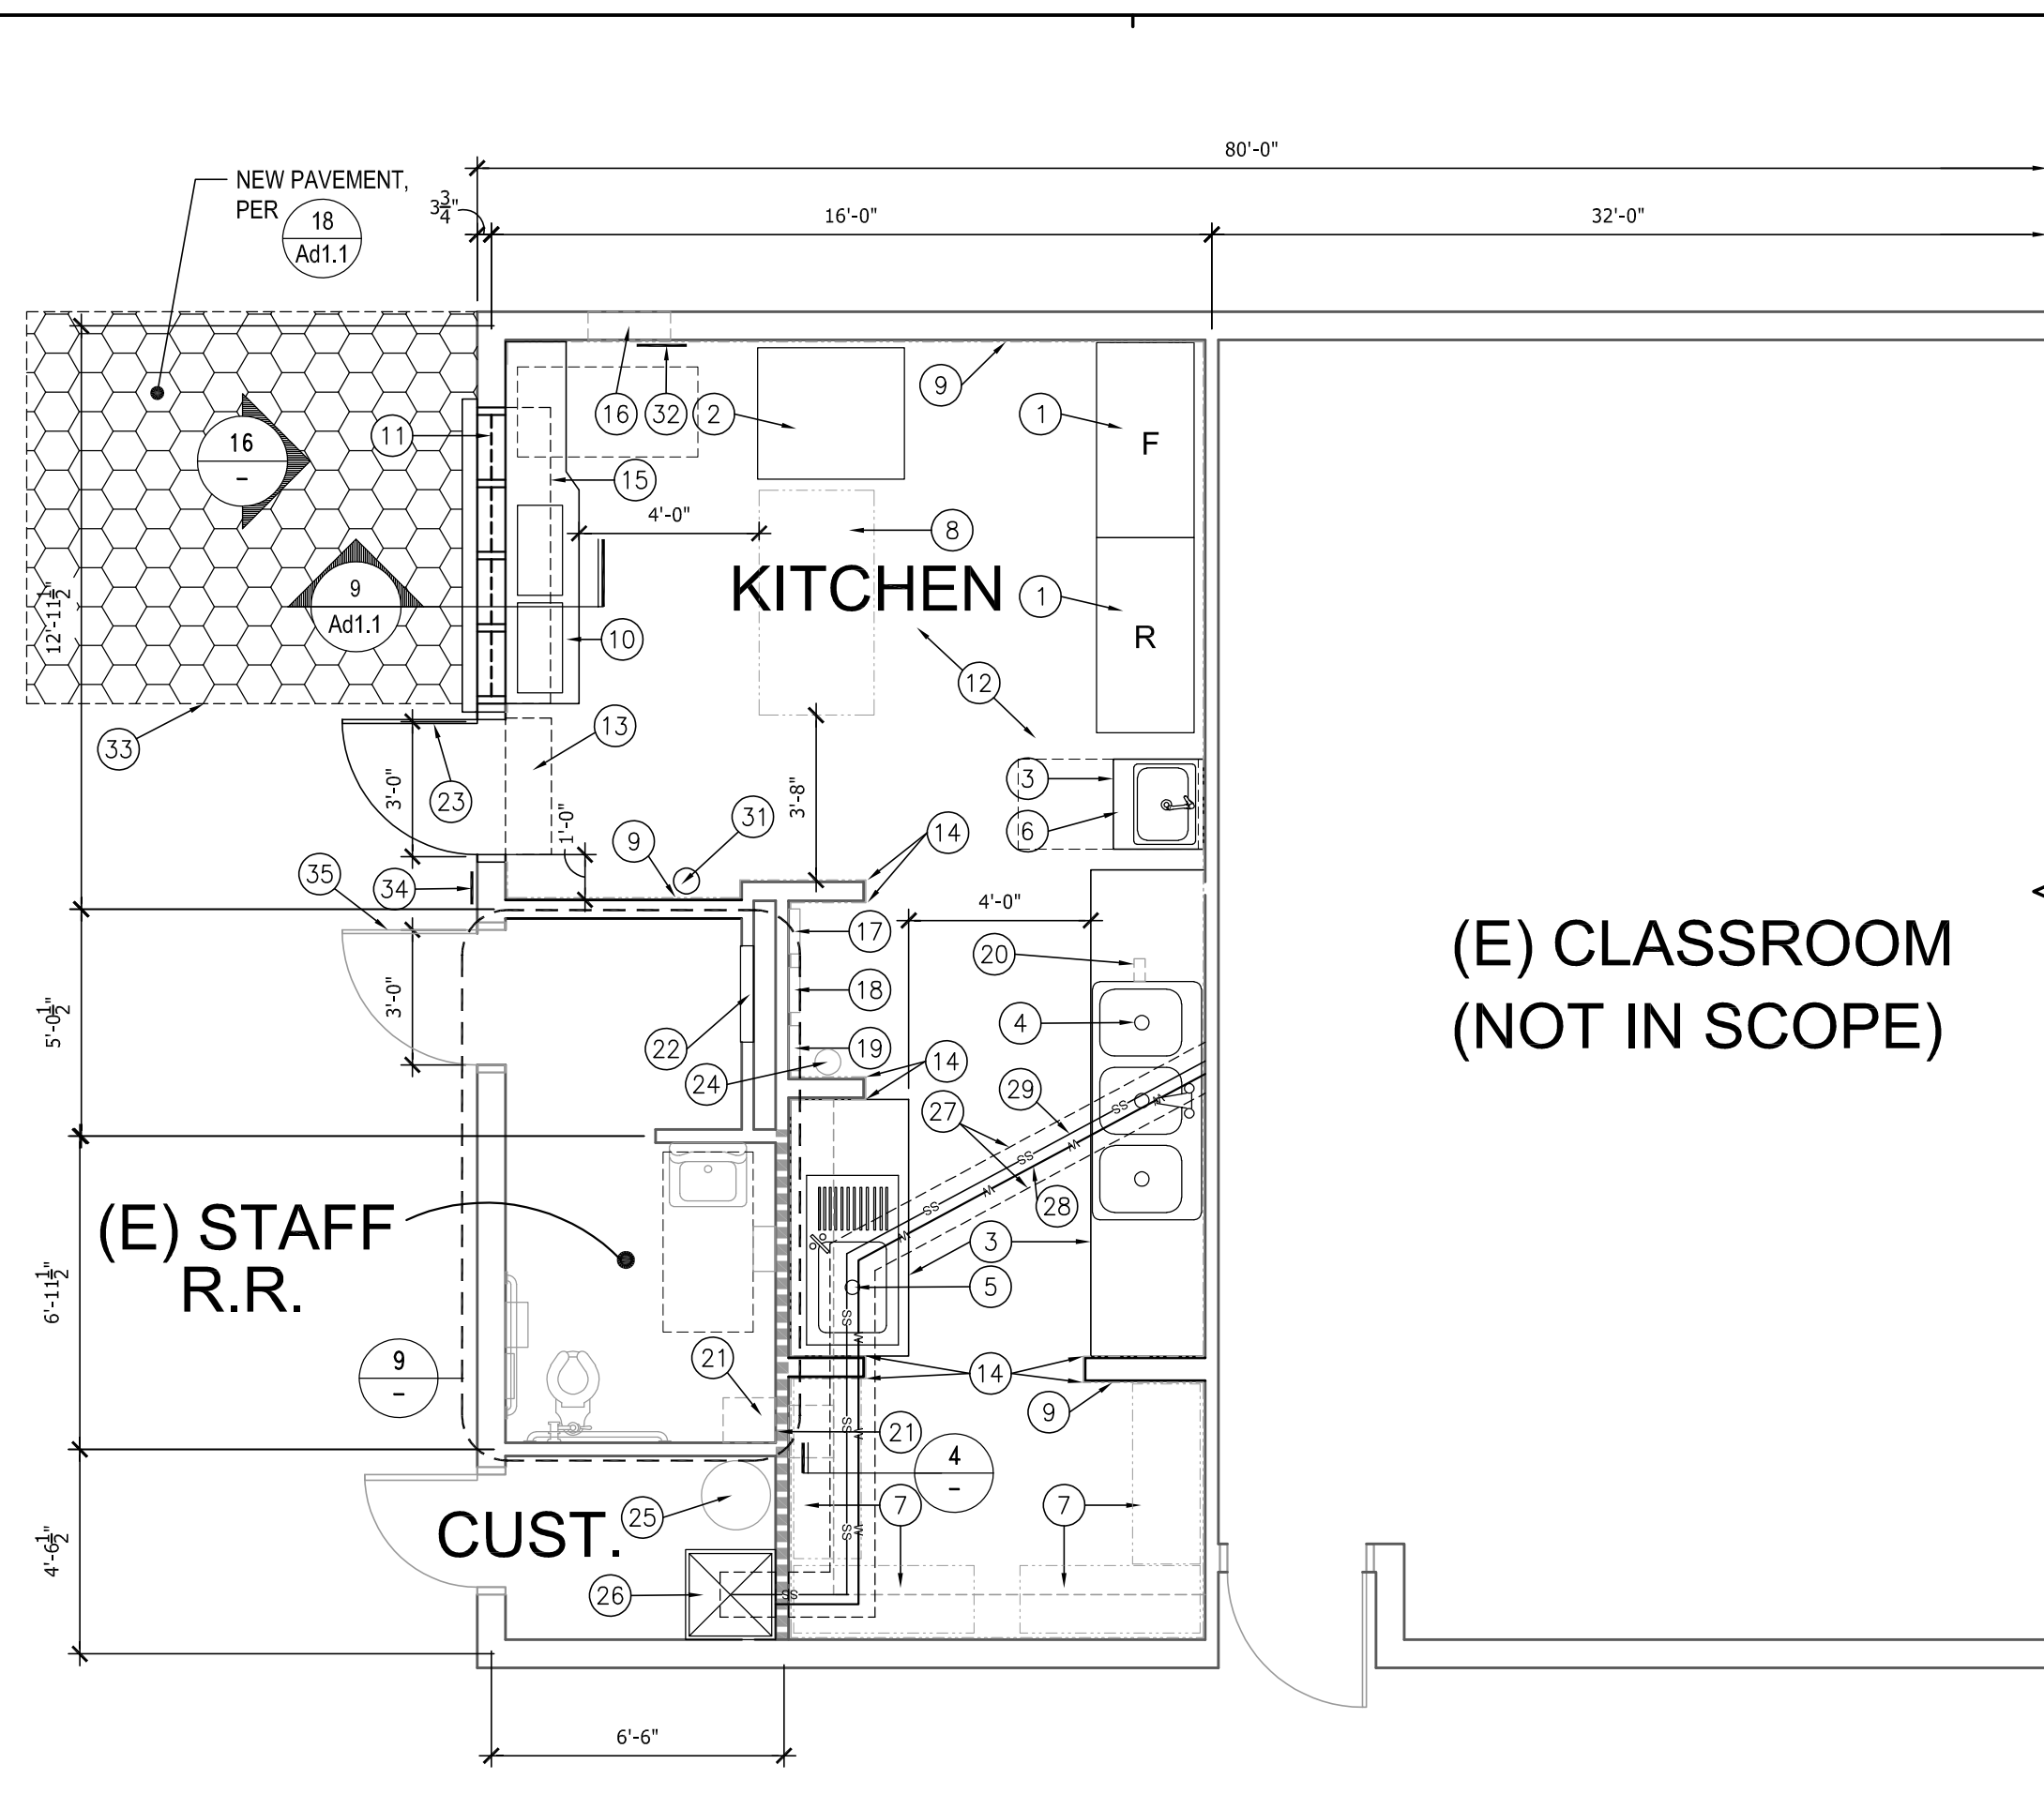 80'-0"
NEW PAVEMENT,
PER
18
Ad1.1
3 3/4"
16'-0"
32'-0"
9
1
F
16
32
2
11
16
–
15
4'-0"
8
KITCHEN
9
Ad1.1
12'-11 1/2"
1
R
10
12
33
13
3'-0"
23
3
3'-8"
6
1'-0"
31
9
14
35
34
4'-0"
17
20
(E) CLASSROOM
(NOT IN SCOPE)
18
3'-0"
5'-0 1/2"
4
22
19
24
14
29
27
SS
W
SS
W
SS
W
28
(E) STAFF
R.R.
3
5
6'-11 1/2"
SS
W
9
–
21
14
9
21
SS
W
4
–
25
7
7
CUST.
SS
W
4'-6 1/2"
26
SS
6'-6"